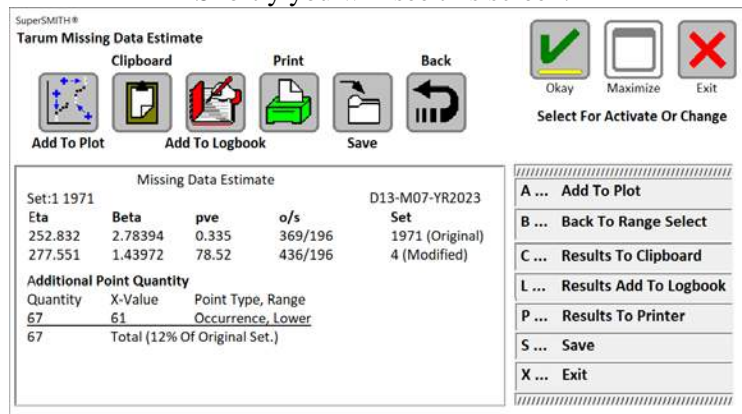 SuperSMITH®
Tarum Missing Data Estimate
Clipboard Print Back
Add To Plot Add To Logbook Save
Okay Maximize Exit
Select For Activate Or Change
Missing Data Estimate
Set:1 1971 D13-M07-YR2023
Eta Beta pve o/s Set
252.832 2.78394 0.335 369/196 1971 (Original)
277.551 1.43972 78.52 436/196 4 (Modified)
Additional Point Quantity
Quantity X-Value Point Type, Range
67 61 Occurrence, Lower
67 Total (12% Of Original Set.)
A ... Add To Plot
B ... Back To Range Select
C ... Results To Clipboard
L ... Results Add To Logbook
P ... Results To Printer
S ... Save
X ... Exit